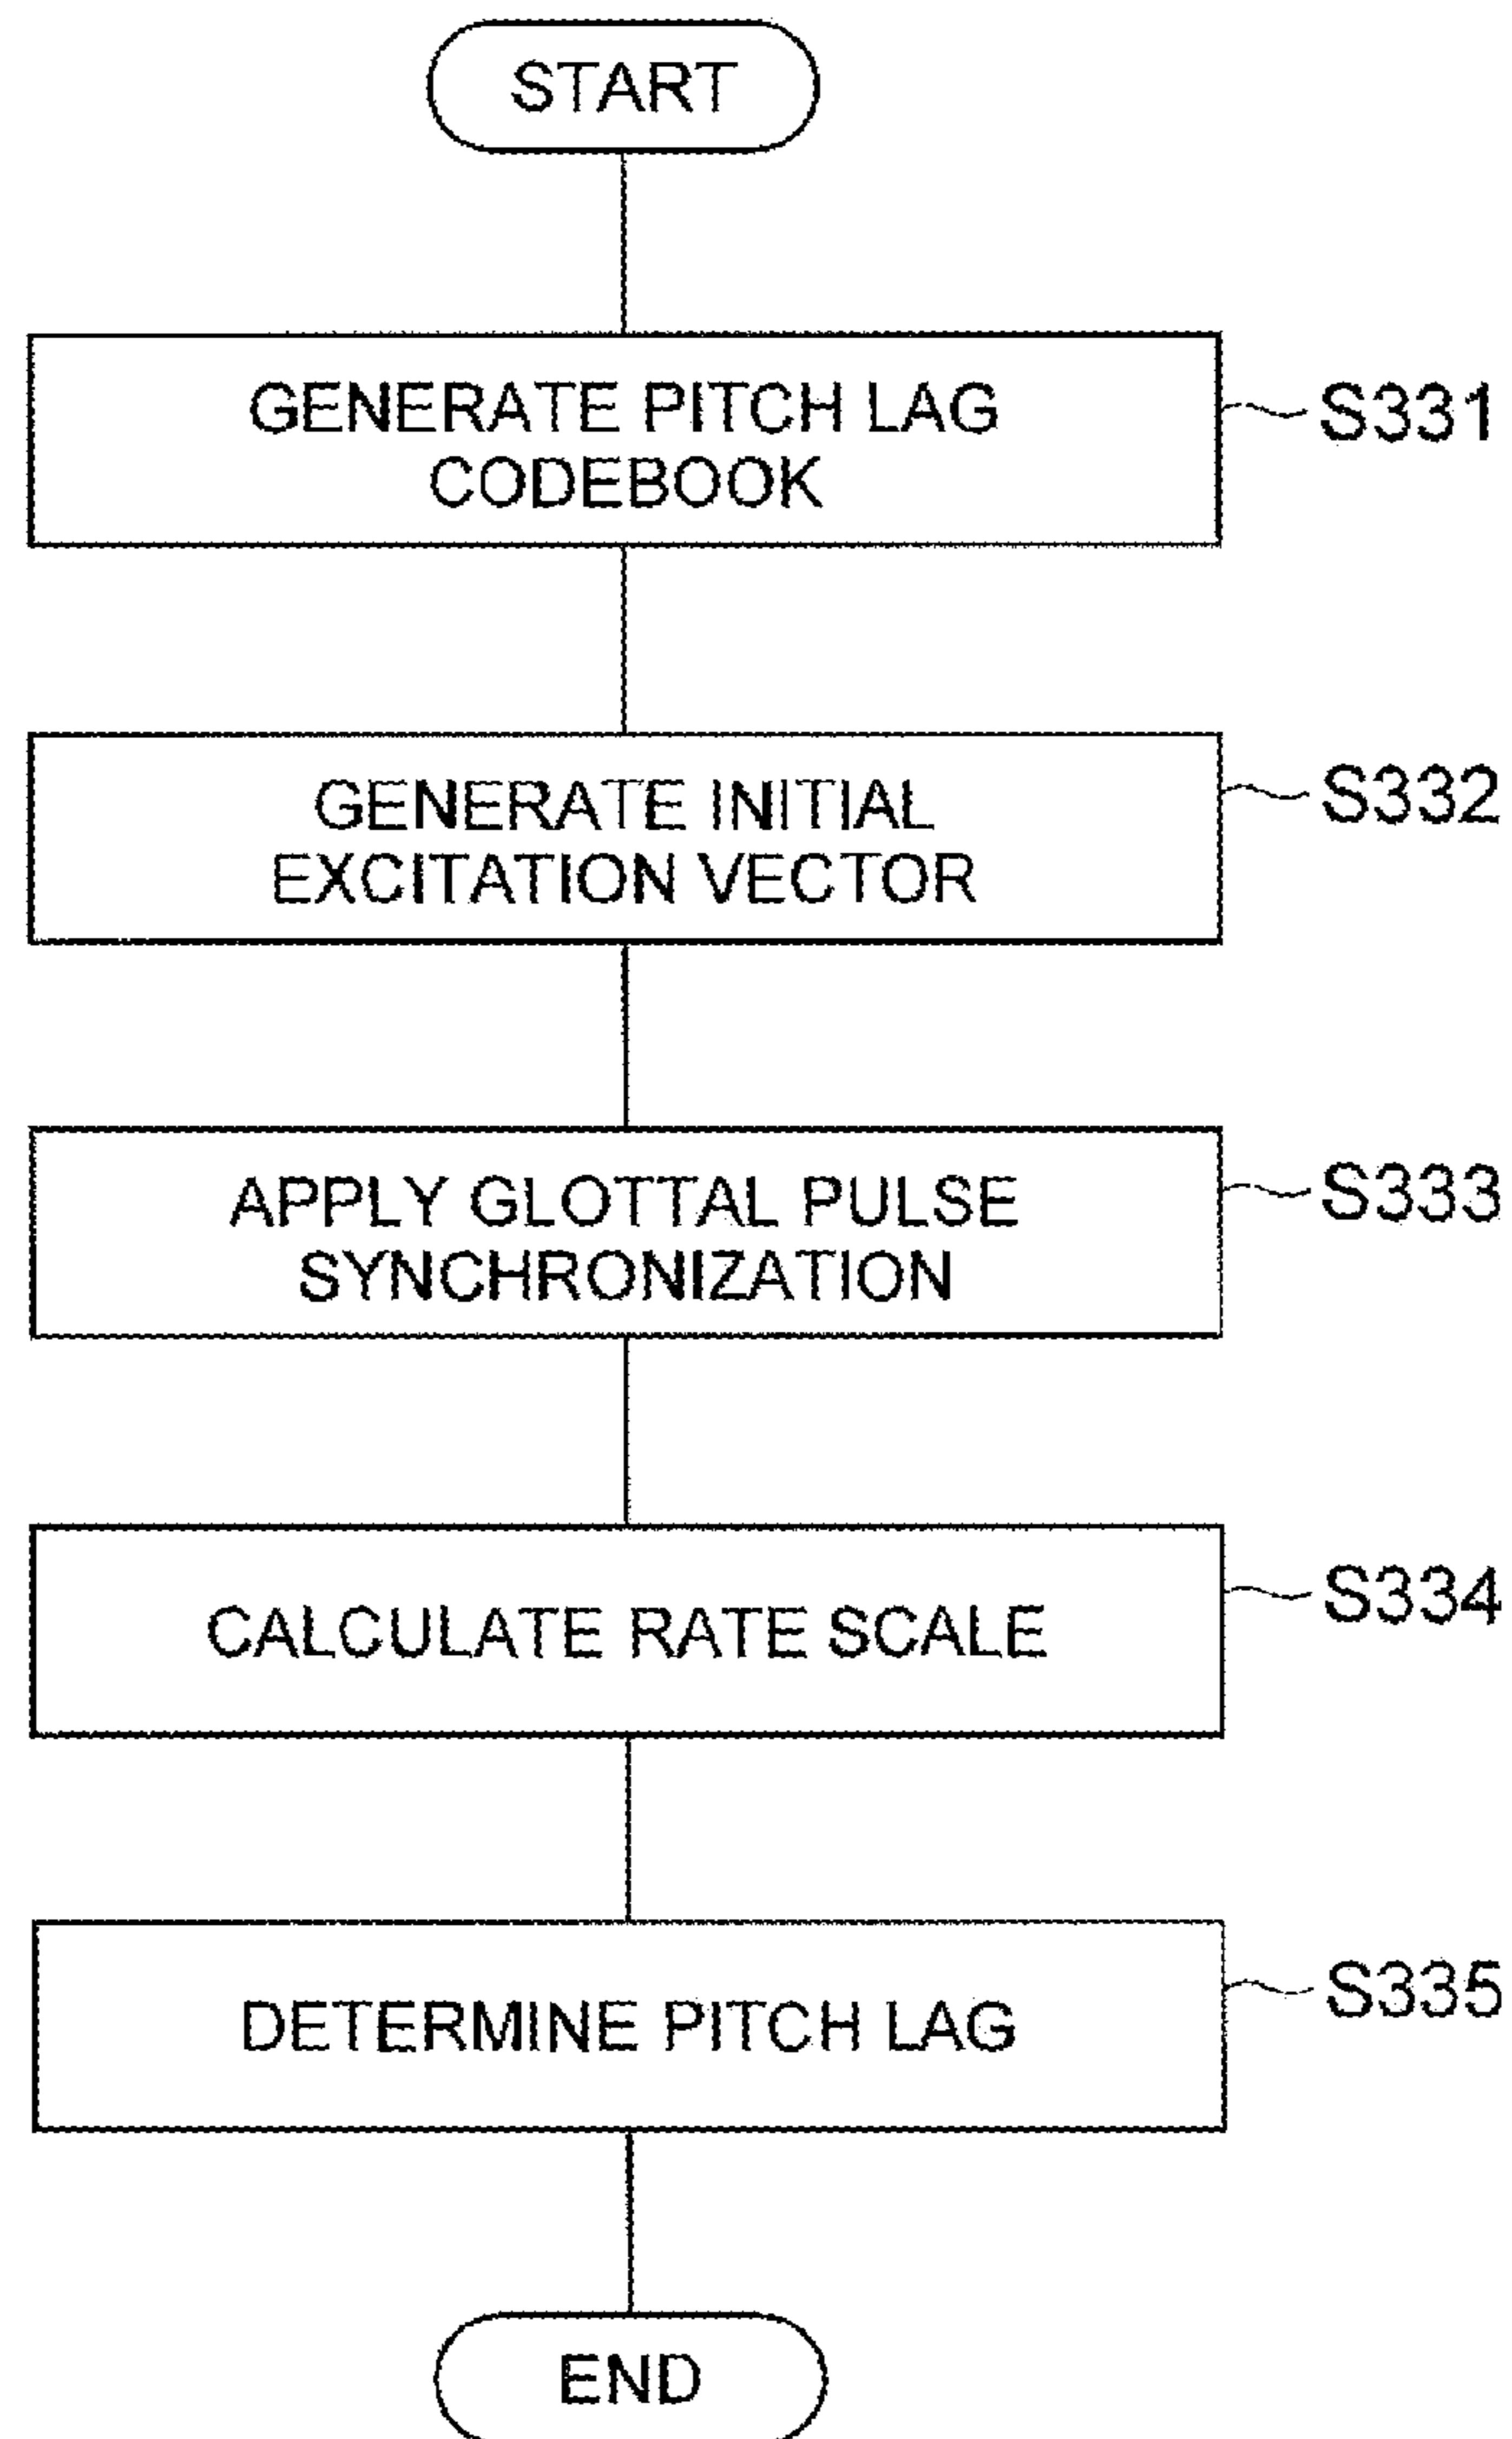 START
GENERATE PITCH LAG
CODEBOOK
S331
GENERATE INITIAL
EXCITATION VECTOR
S332
APPLY GLOTTAL PULSE
SYNCHRONIZATION
S333
CALCULATE RATE SCALE
S334
DETERMINE PITCH LAG
S335
END